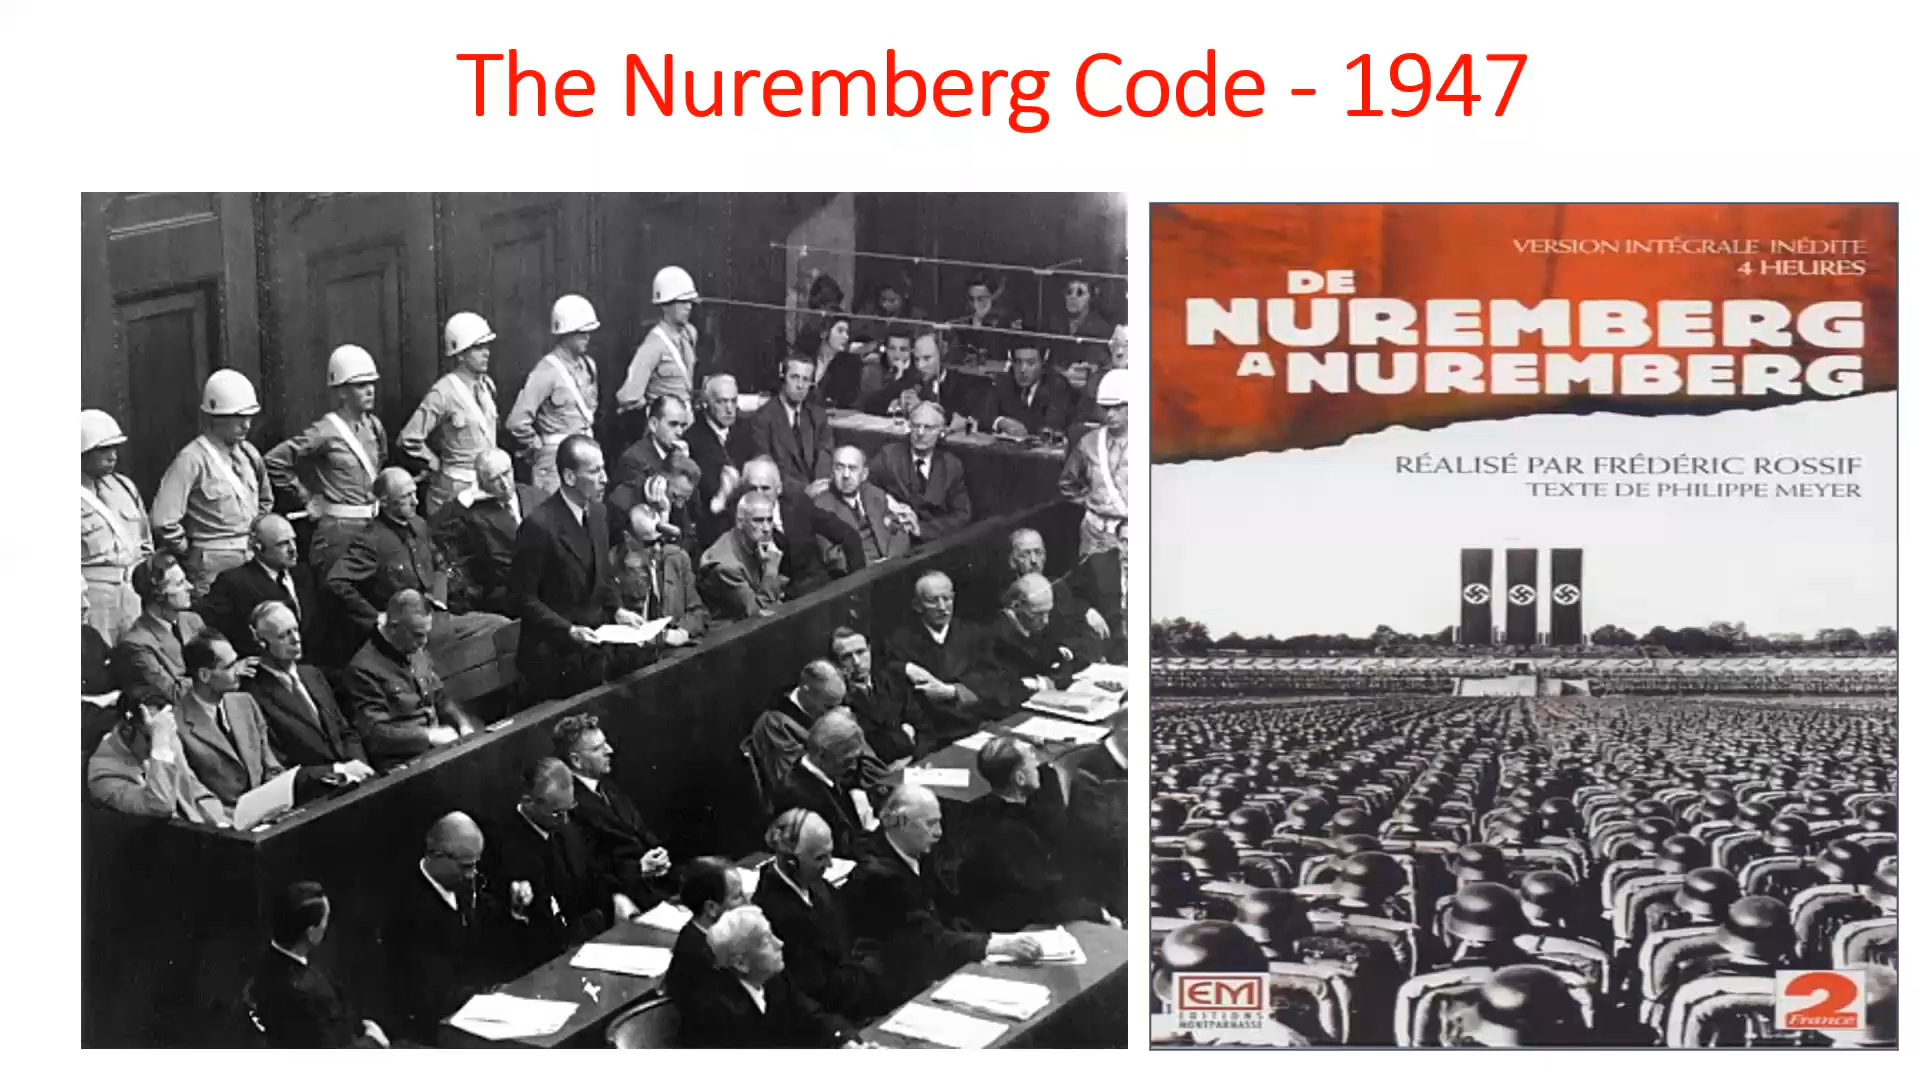 The Nuremberg Code - 1947
VERSION INTÉGRALE INÉDITE
4 HEURES
DE
NUREMBERG
A NUREMBERG
RÉALISÉ PAR FRÉDÉRIC ROSSIF
TEXTE DE PHILIPPE MEYER
EM
EDITIONS
MONTPARNASSE
2
France